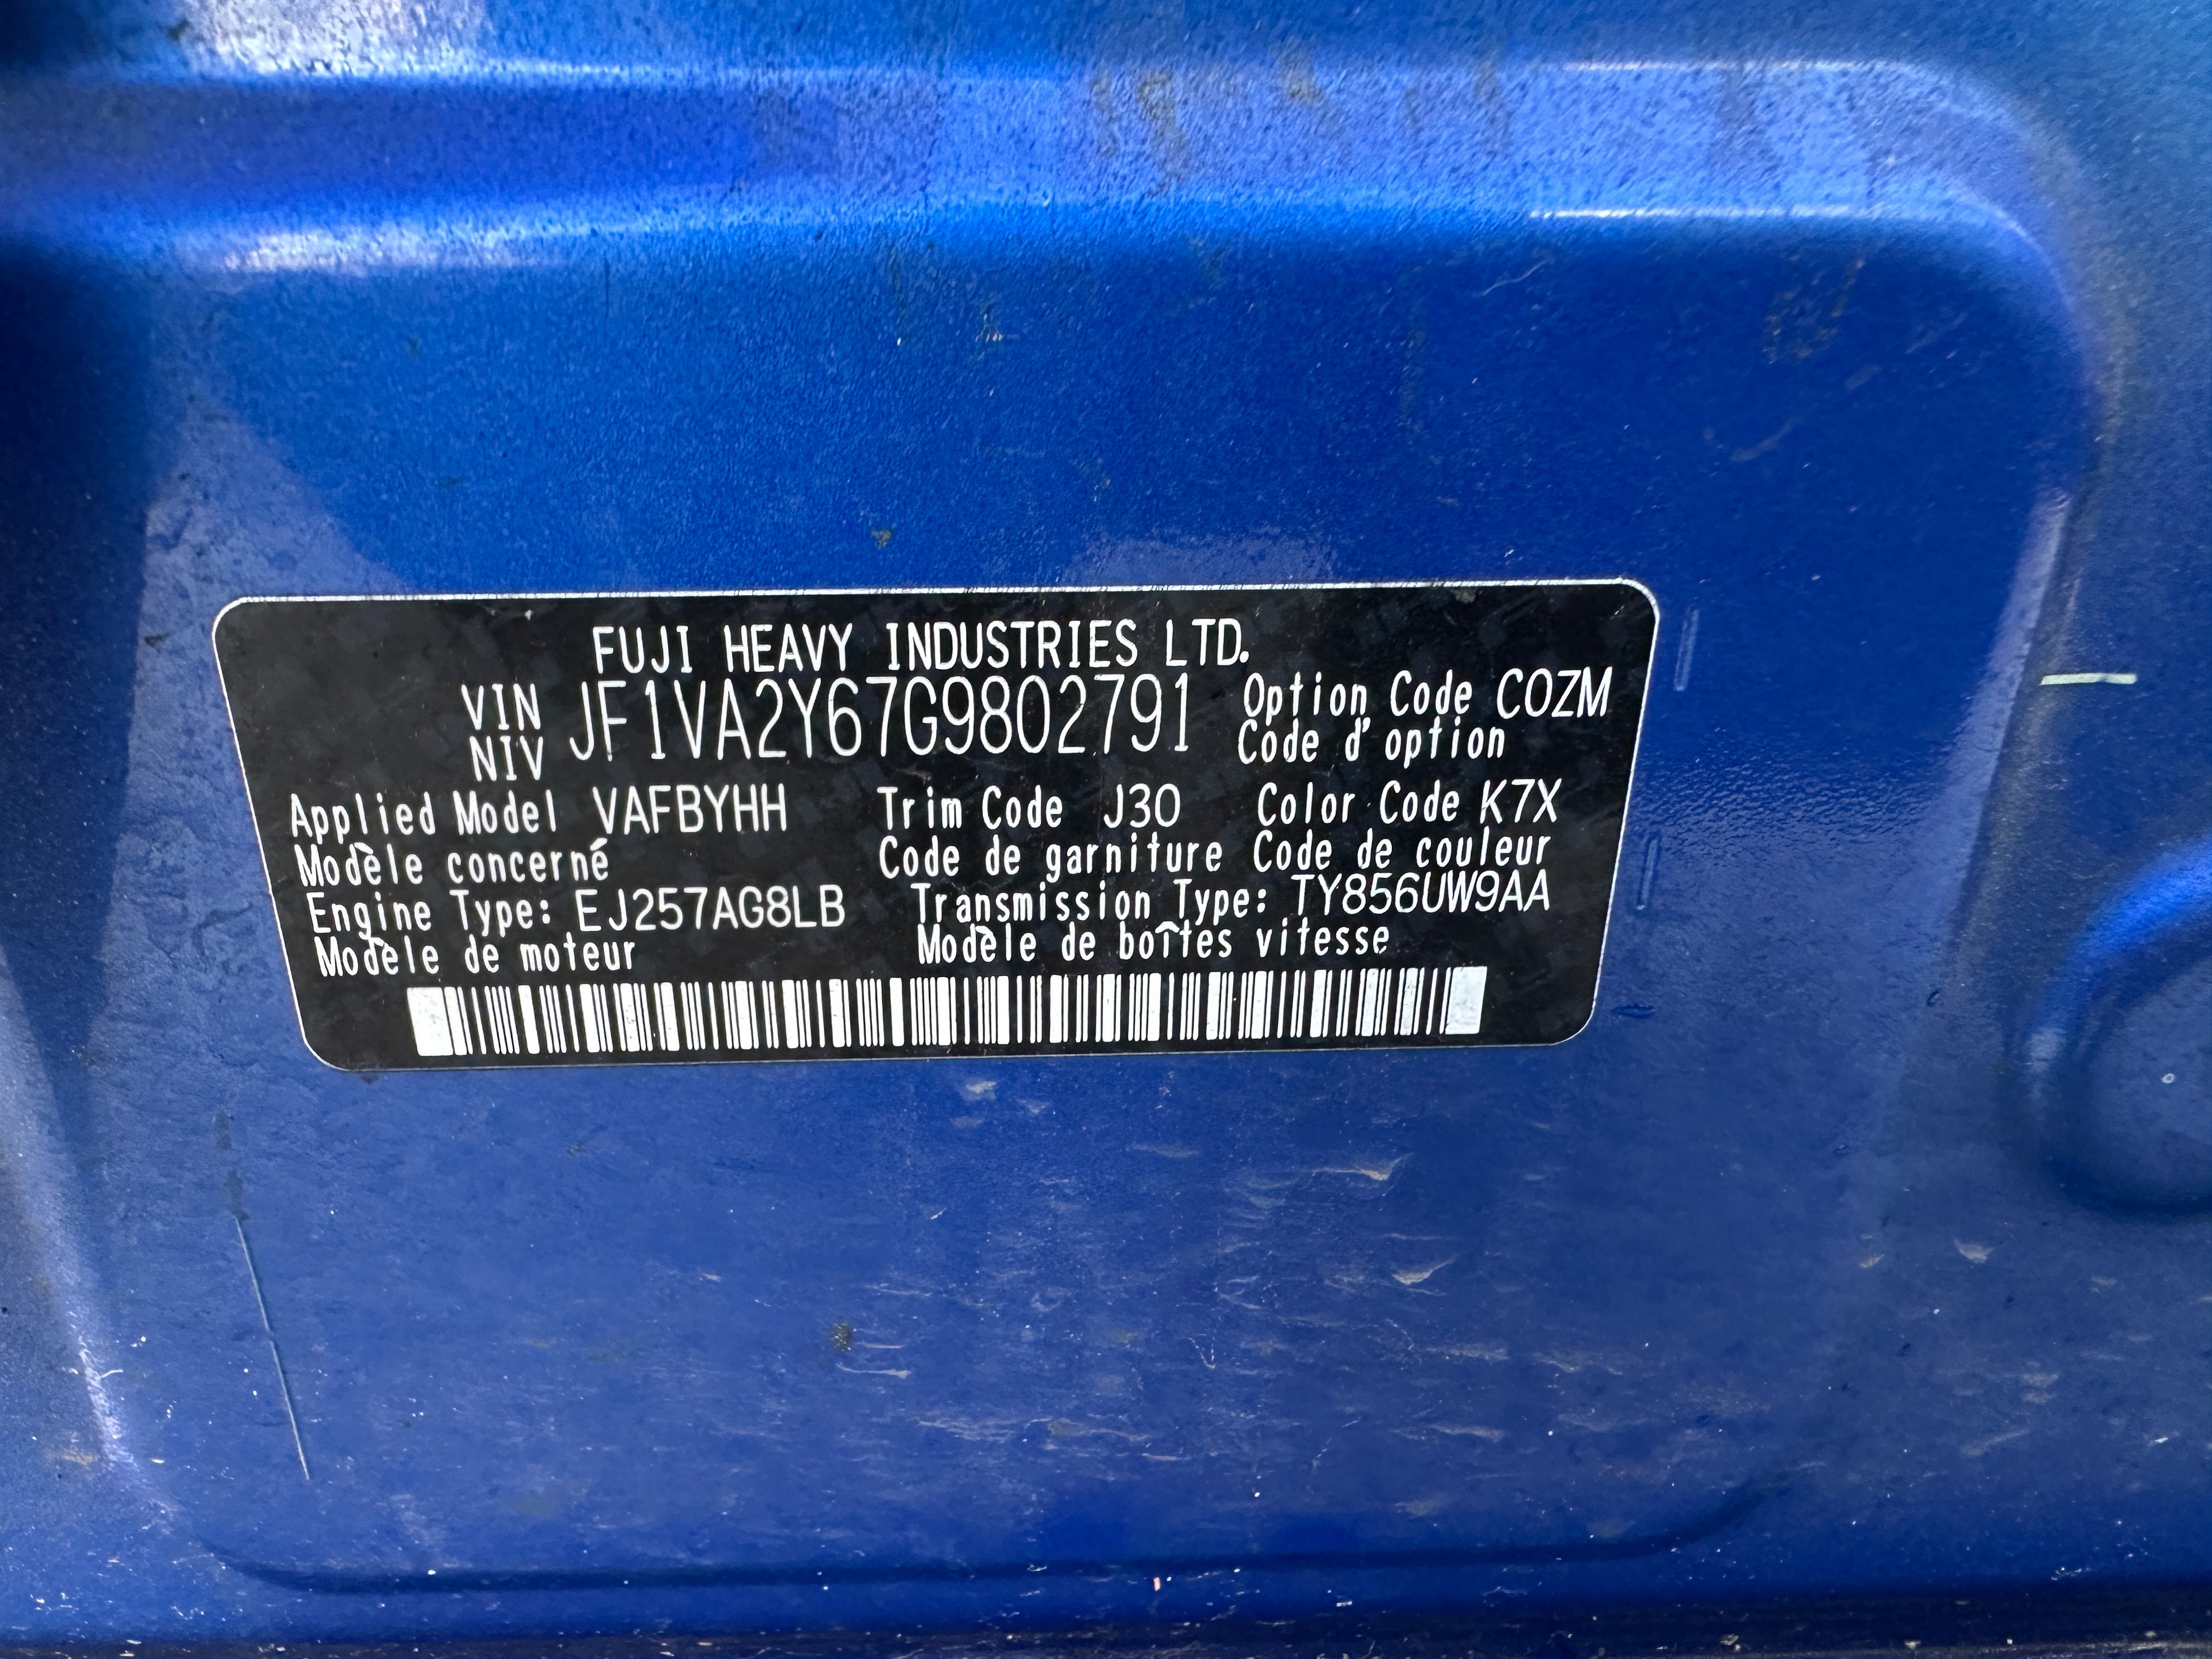 FUJI HEAVY INDUSTRIES LTD.
VIN JF1VA2Y67G9802791 Option Code COZM
NIV Code d'option
Applied Model VAFBYHH Trim Code J30 Color Code K7X
Modèle concerné Code de garniture Code de couleur
Engine Type: EJ257AG8LB Transmission Type: TY856UW9AA
Modèle de moteur Modèle de boîtes vitesse